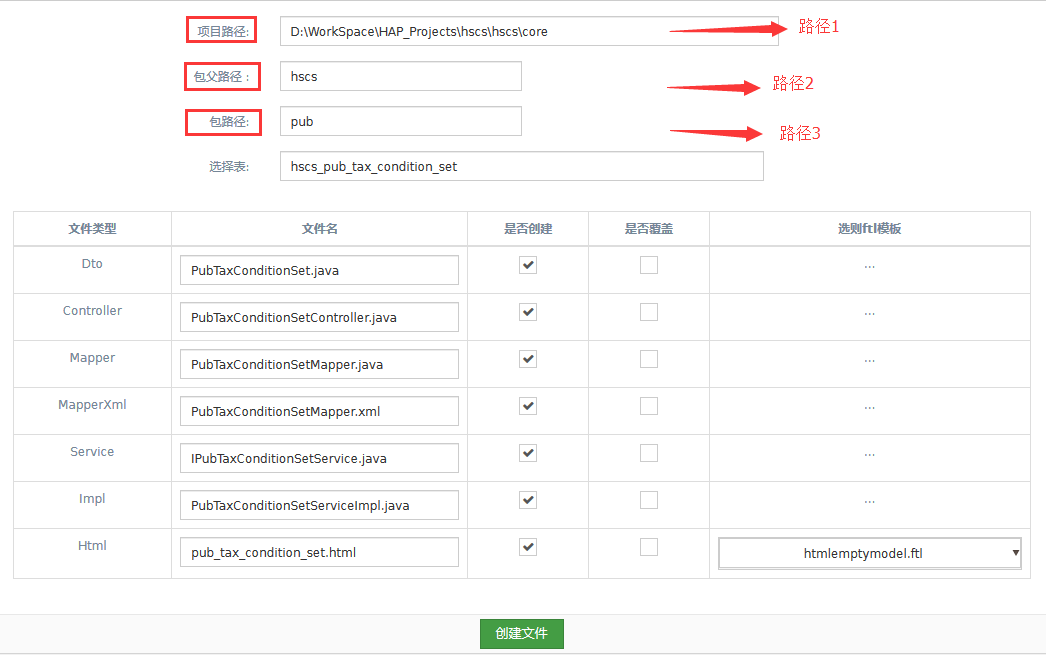 项目路径: D:\WorkSpace\HAP_Projects\hscs\hscs\core 路径1
包父路径 : hscs 路径2
包路径: pub 路径3
选择表: hscs_pub_tax_condition_set
文件类型 文件名 是否创建 是否覆盖 选则ftl模板
Dto PubTaxConditionSet.java ...
Controller PubTaxConditionSetController.java ...
Mapper PubTaxConditionSetMapper.java ...
MapperXml PubTaxConditionSetMapper.xml ...
Service IPubTaxConditionSetService.java ...
Impl PubTaxConditionSetServiceImpl.java ...
Html pub_tax_condition_set.html htmlemptymodel.ftl
创建文件